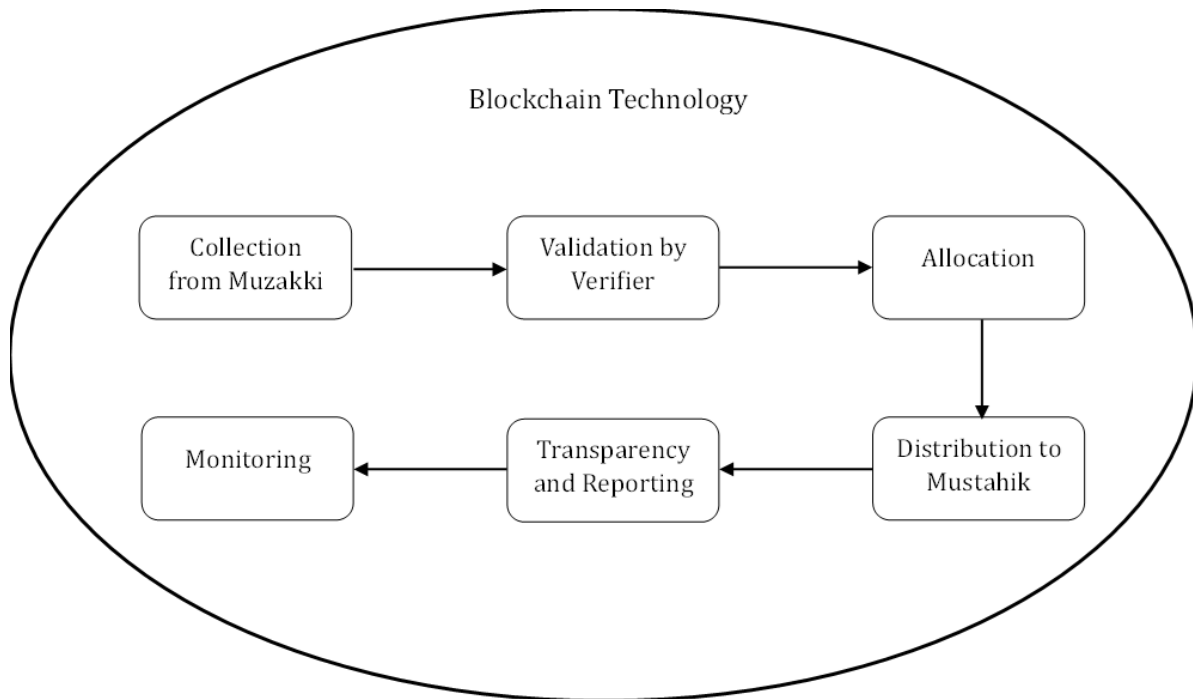 Blockchain Technology
Collection
from Muzakki
Validation by
Verifier
Allocation
Monitoring
Transparency
and Reporting
Distribution to
Mustahik